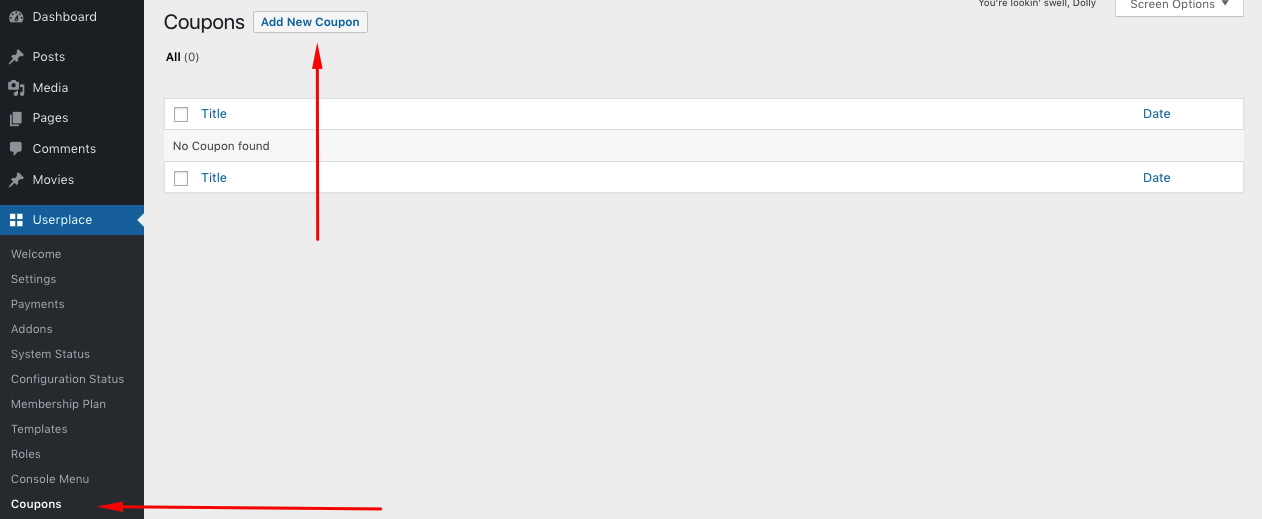 Dashboard
Posts
Media
Pages
Comments
Movies
Userplace
Welcome
Settings
Payments
Addons
System Status
Configuration Status
Membership Plan
Templates
Roles
Console Menu
Coupons
You're lookin' swell, Dolly
Screen Options
Coupons Add New Coupon
All (0)
Title Date
No Coupon found
Title Date